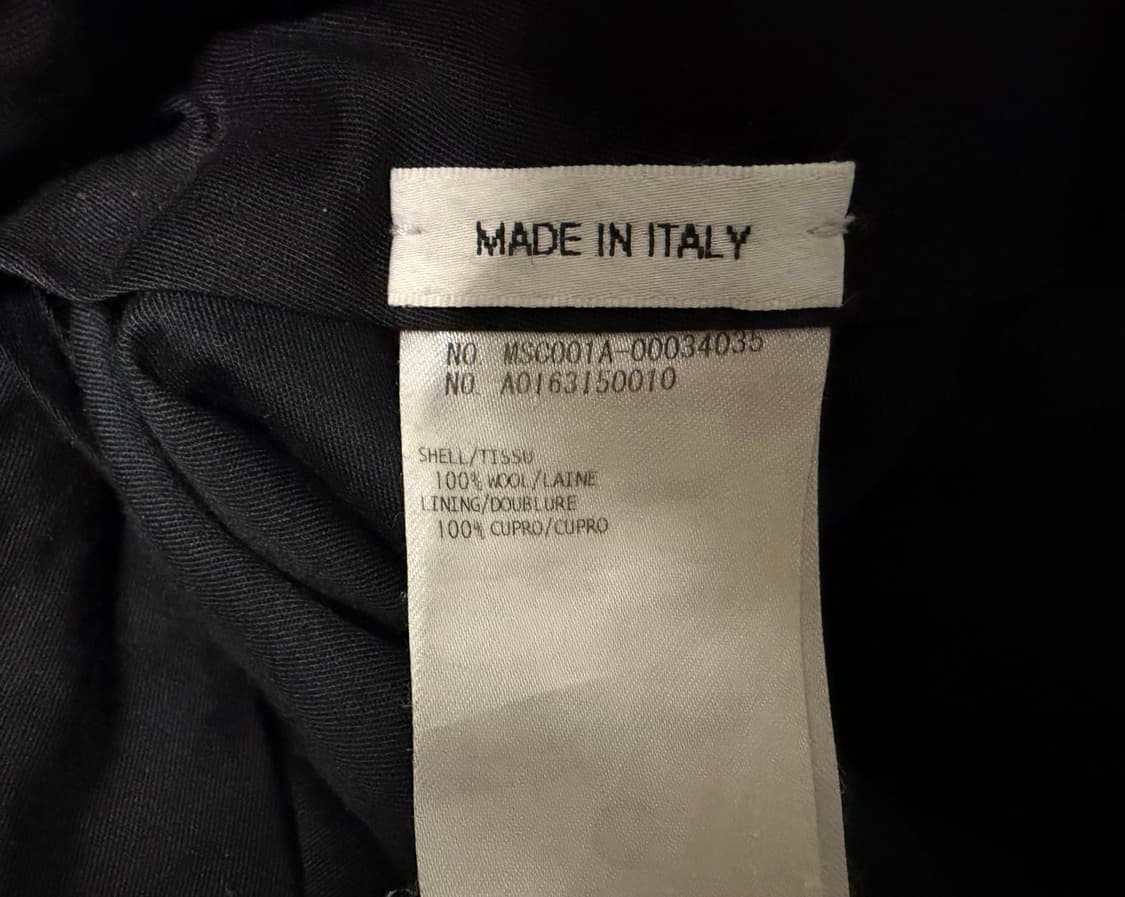 MADE IN ITALY
NO. MSC001A-00034035
NO. A0163150010
SHELL/TISSU
100% WOOL/LAINE
LINING/DOUBLURE
100% CUPRO/CUPRO